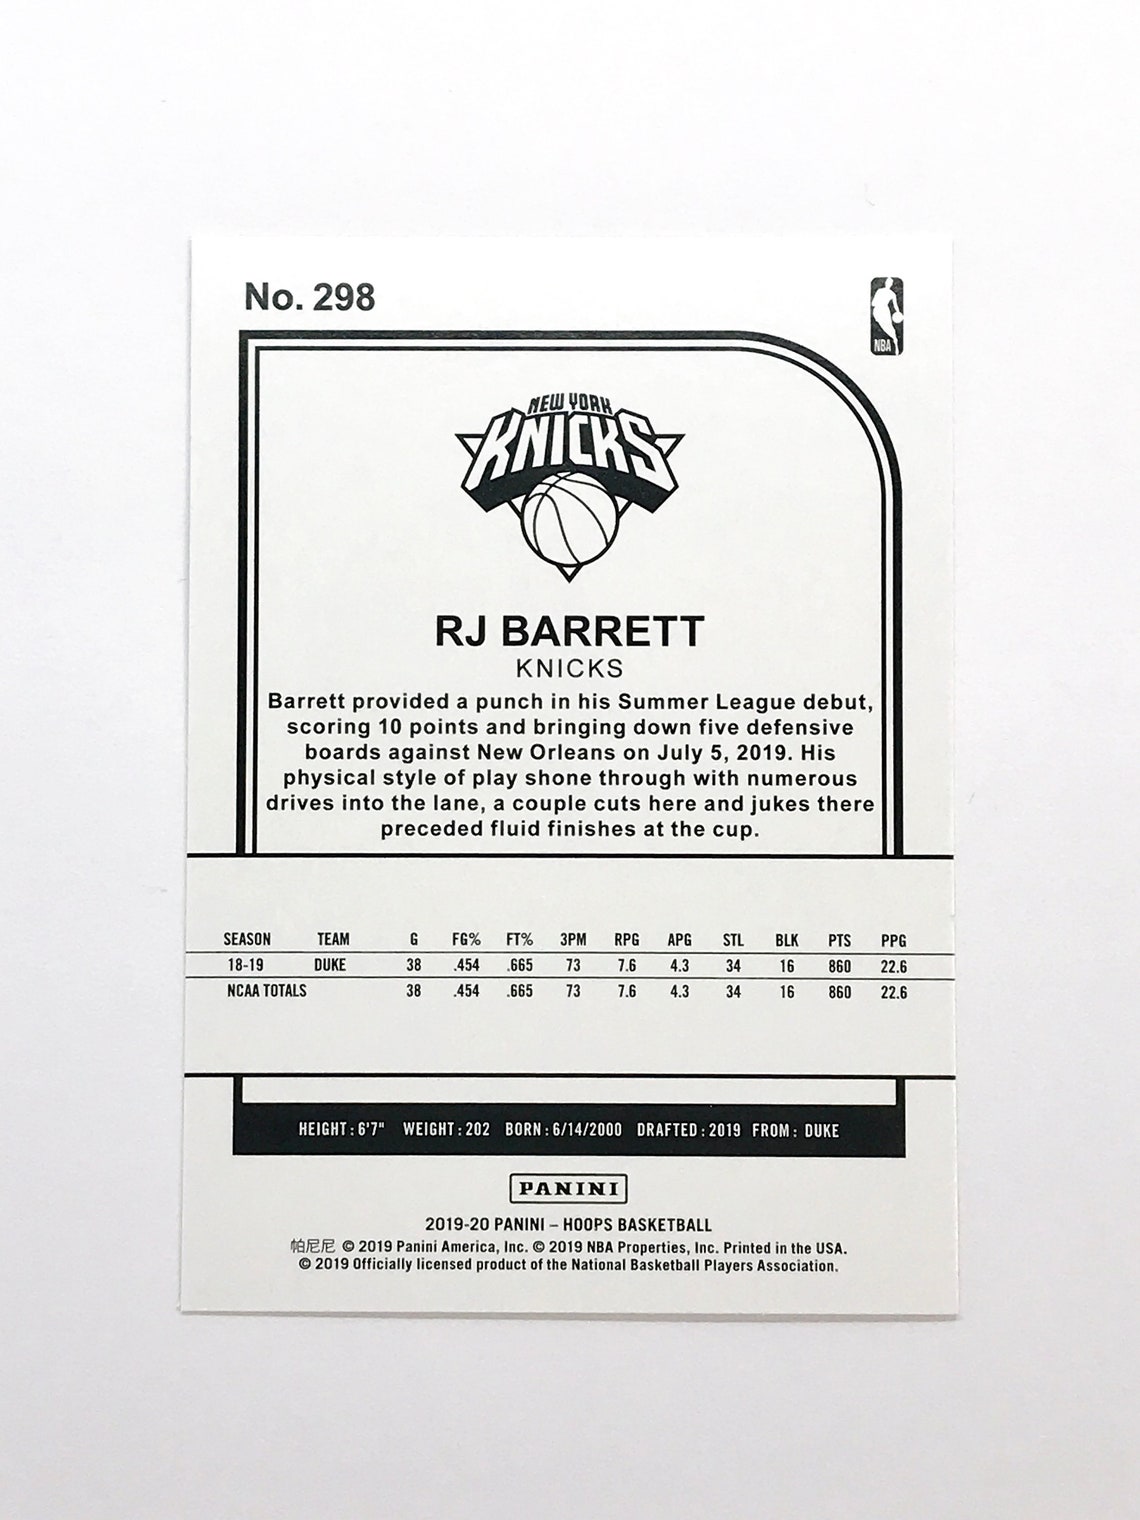 No. 298
NBA
NEW YORK
KNICKS
RJ BARRETT
KNICKS
Barrett provided a punch in his Summer League debut,
scoring 10 points and bringing down five defensive
boards against New Orleans on July 5, 2019. His
physical style of play shone through with numerous
drives into the lane, a couple cuts here and jukes there
preceded fluid finishes at the cup.
SEASON TEAM G FG% FT% 3PM RPG APG STL BLK PTS PPG
18-19 DUKE 38 .454 .665 73 7.6 4.3 34 16 860 22.6
NCAA TOTALS 38 .454 .665 73 7.6 4.3 34 16 860 22.6
HEIGHT: 6'7" WEIGHT: 202 BORN: 6/14/2000 DRAFTED: 2019 FROM: DUKE
PANINI
2019-20 PANINI – HOOPS BASKETBALL
帕尼尼 © 2019 Panini America, Inc. © 2019 NBA Properties, Inc. Printed in the USA.
© 2019 Officially licensed product of the National Basketball Players Association.